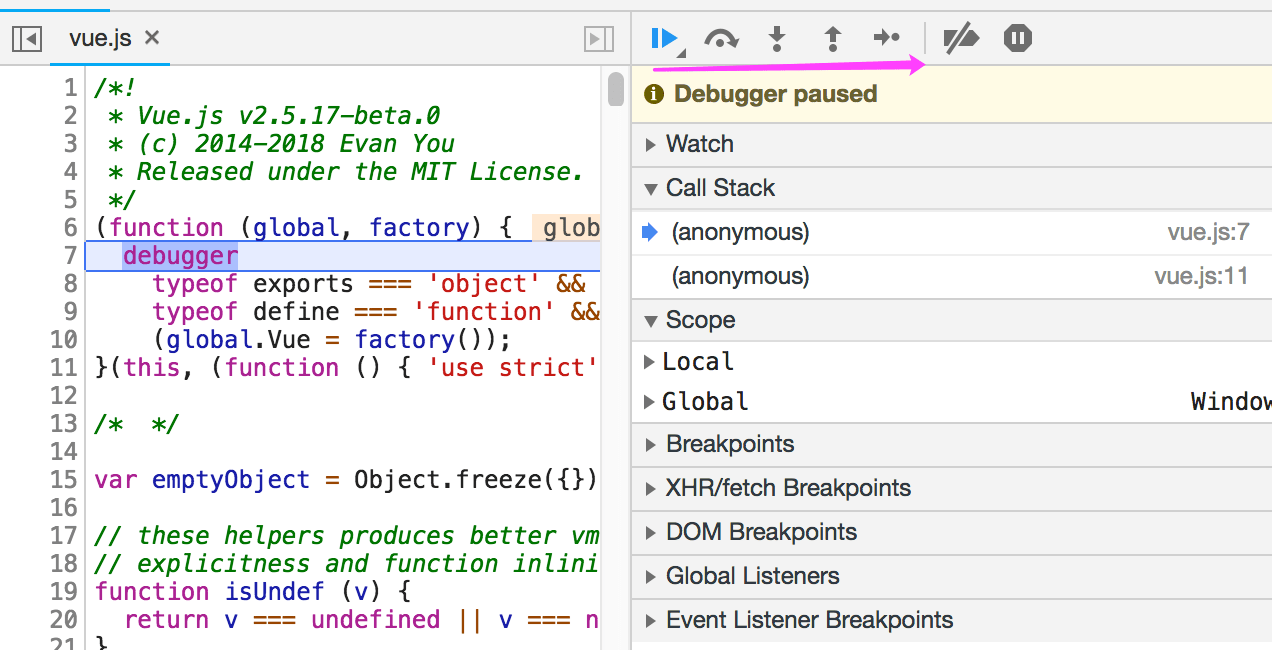 vue.js ×
1 /*!
2 * Vue.js v2.5.17-beta.0
3 * (c) 2014-2018 Evan You
4 * Released under the MIT License.
5 */
6 (function (global, factory) { glob
7 debugger
8 typeof exports === 'object' &&
9 typeof define === 'function' &&
10 (global.Vue = factory());
11 }(this, (function () { 'use strict'
12
13 /*  */
14
15 var emptyObject = Object.freeze({})
16
17 // these helpers produces better vm
18 // explicitness and function inlini
19 function isUndef (v) {
20 return v === undefined || v === n
21 }
Debugger paused
Watch
Call Stack
(anonymous) vue.js:7
(anonymous) vue.js:11
Scope
Local
Global Window
Breakpoints
XHR/fetch Breakpoints
DOM Breakpoints
Global Listeners
Event Listener Breakpoints